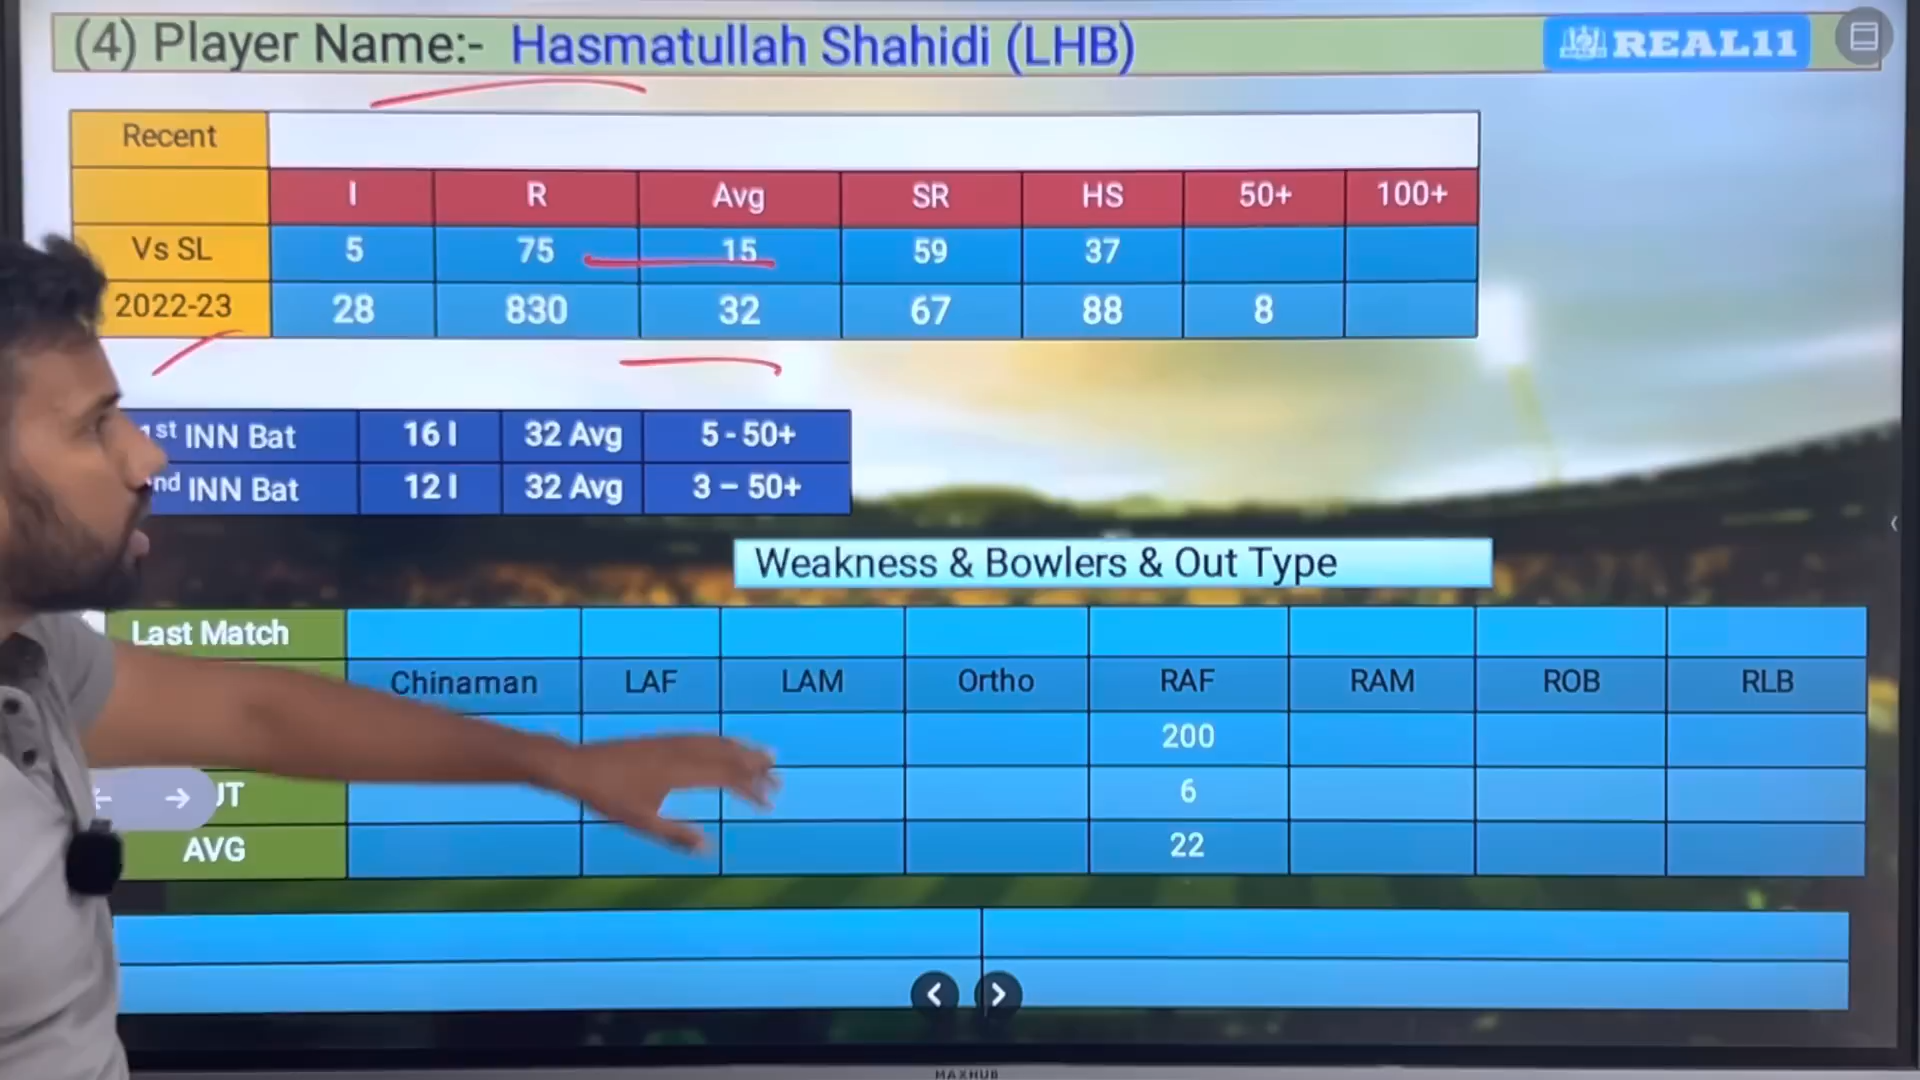 (4) Player Name:- Hasmatullah Shahidi (LHB)
REAL11
Recent
I R Avg SR HS 50+ 100+
Vs SL 5 75 15 59 37
2022-23 28 830 32 67 88 8
1st INN Bat 16 I 32 Avg 5 - 50+
nd INN Bat 12 I 32 Avg 3 – 50+
Weakness & Bowlers & Out Type
Last Match
Chinaman LAF LAM Ortho RAF RAM ROB RLB
200
6
AVG 22
MAXHUB